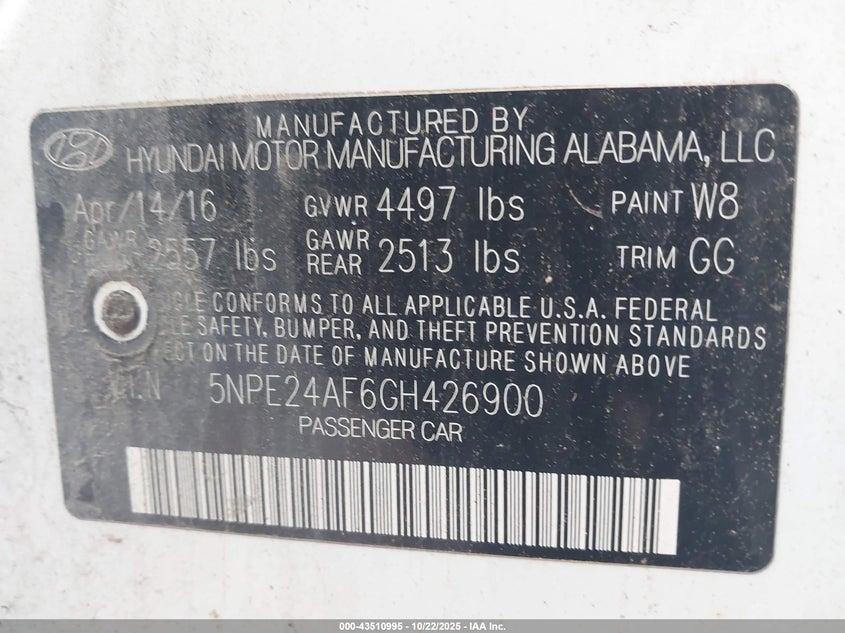 MANUFACTURED BY
HYUNDAI MOTOR MANUFACTURING ALABAMA, LLC
Apr/14/16 GVWR 4497 lbs PAINT W8
GAWR 2557 lbs GAWR REAR 2513 lbs TRIM GG
CONFORMS TO ALL APPLICABLE U.S.A. FEDERAL
SAFETY, BUMPER, AND THEFT PREVENTION STANDARDS
ON THE DATE OF MANUFACTURE SHOWN ABOVE
5NPE24AF6GH426900
PASSENGER CAR
000-43510995 - 10/22/2025 - IAA Inc.